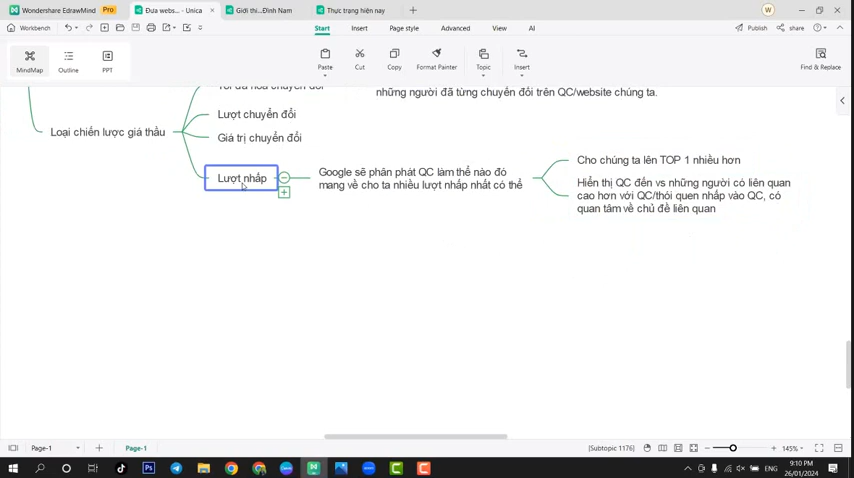 Wondershare EdrawMind Pro
Đưa webs... - Unica
Giới thi...Đình Nam
Thực trạng hiện nay
W
Workbench
Start Insert Page style Advanced View AI
Publish share
MindMap Outline PPT
Paste Cut Copy Format Painter Topic Insert Find & Replace
những người đã từng chuyển đổi trên QC/website chúng ta.
Lượt chuyển đổi
Loại chiến lược giá thầu
Giá trị chuyển đổi
Lượt nhấp
Google sẽ phân phát QC làm thể nào đó
mang về cho ta nhiều lượt nhấp nhất có thể
Cho chúng ta lên TOP 1 nhiều hơn
Hiển thị QC đến vs những người có liên quan
cao hơn với QC/thói quen nhấp vào QC, có
quan tâm về chủ đề liên quan
Page-1
Page-1
[Subtopic 1176]
145%
ENG
9:10 PM
26/01/2024